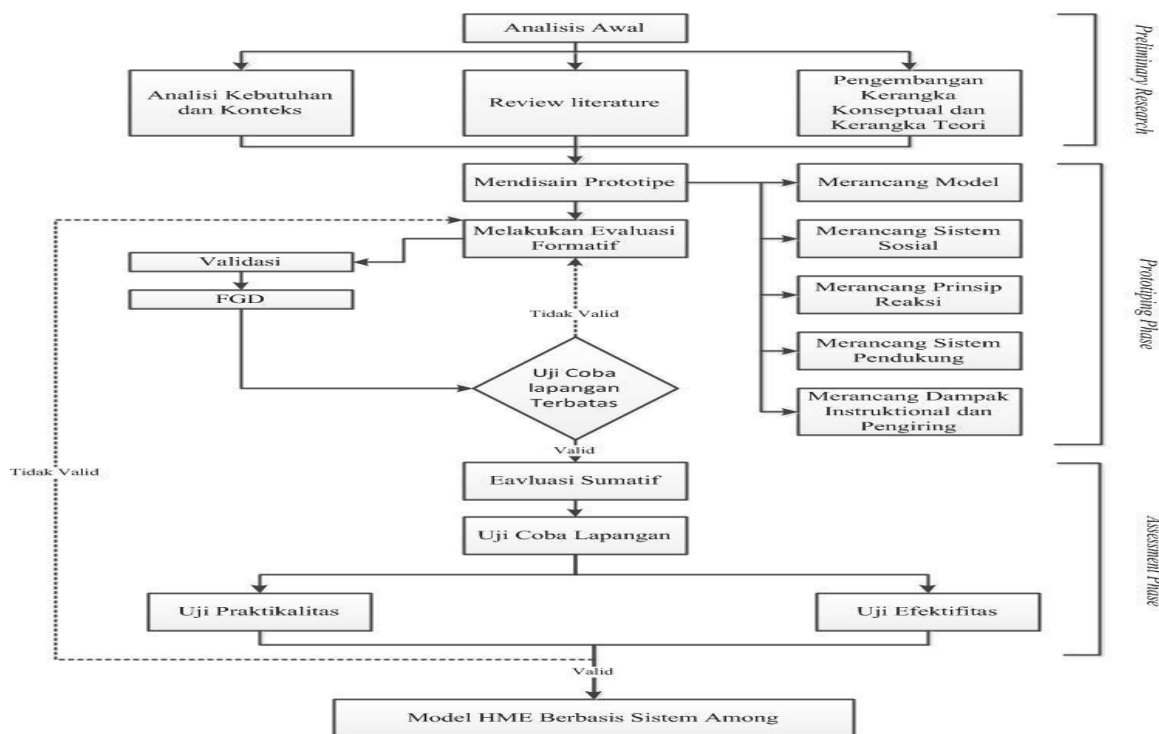 Analisis Awal
Analisi Kebutuhan
dan Konteks
Review literature
Pengembangan
Kerangka
Konseptual dan
Kerangka Teori
Preliminary Research
Mendisain Prototipe
Merancang Model
Melakukan Evaluasi
Formatif
Merancang Sistem
Sosial
Validasi
FGD
Merancang Prinsip
Reaksi
Tidak Valid
Merancang Sistem
Pendukung
Uji Coba
lapangan
Terbatas
Merancang Dampak
Instruktional dan
Pengiring
Prototiping Phase
Valid
Tidak Valid
Eavluasi Sumatif
Uji Coba Lapangan
Uji Praktikalitas
Uji Efektifitas
Assessment Phase
Valid
Model HME Berbasis Sistem Among